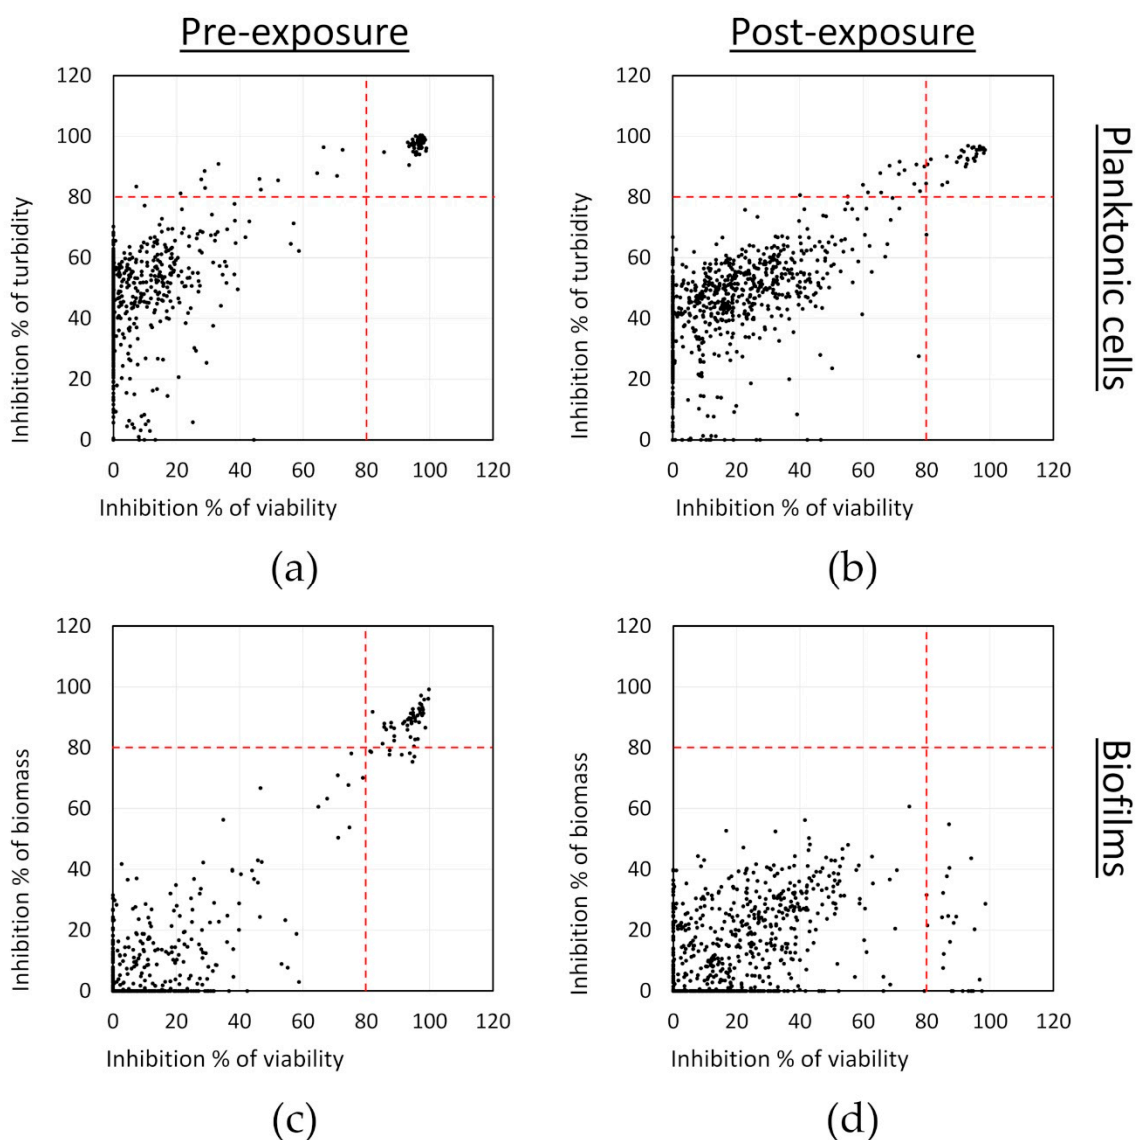 Pre-exposure
Post-exposure
120
100
80
60
40
20
0
Inhibition % of turbidity
0 20 40 60 80 100 120
Inhibition % of viability
(a)
120
100
80
60
40
20
0
Inhibition % of turbidity
0 20 40 60 80 100 120
Inhibition % of viability
(b)
Planktonic cells
120
100
80
60
40
20
0
Inhibition % of biomass
0 20 40 60 80 100 120
Inhibition % of viability
(c)
120
100
80
60
40
20
0
Inhibition % of biomass
0 20 40 60 80 100 120
Inhibition % of viability
(d)
Biofilms